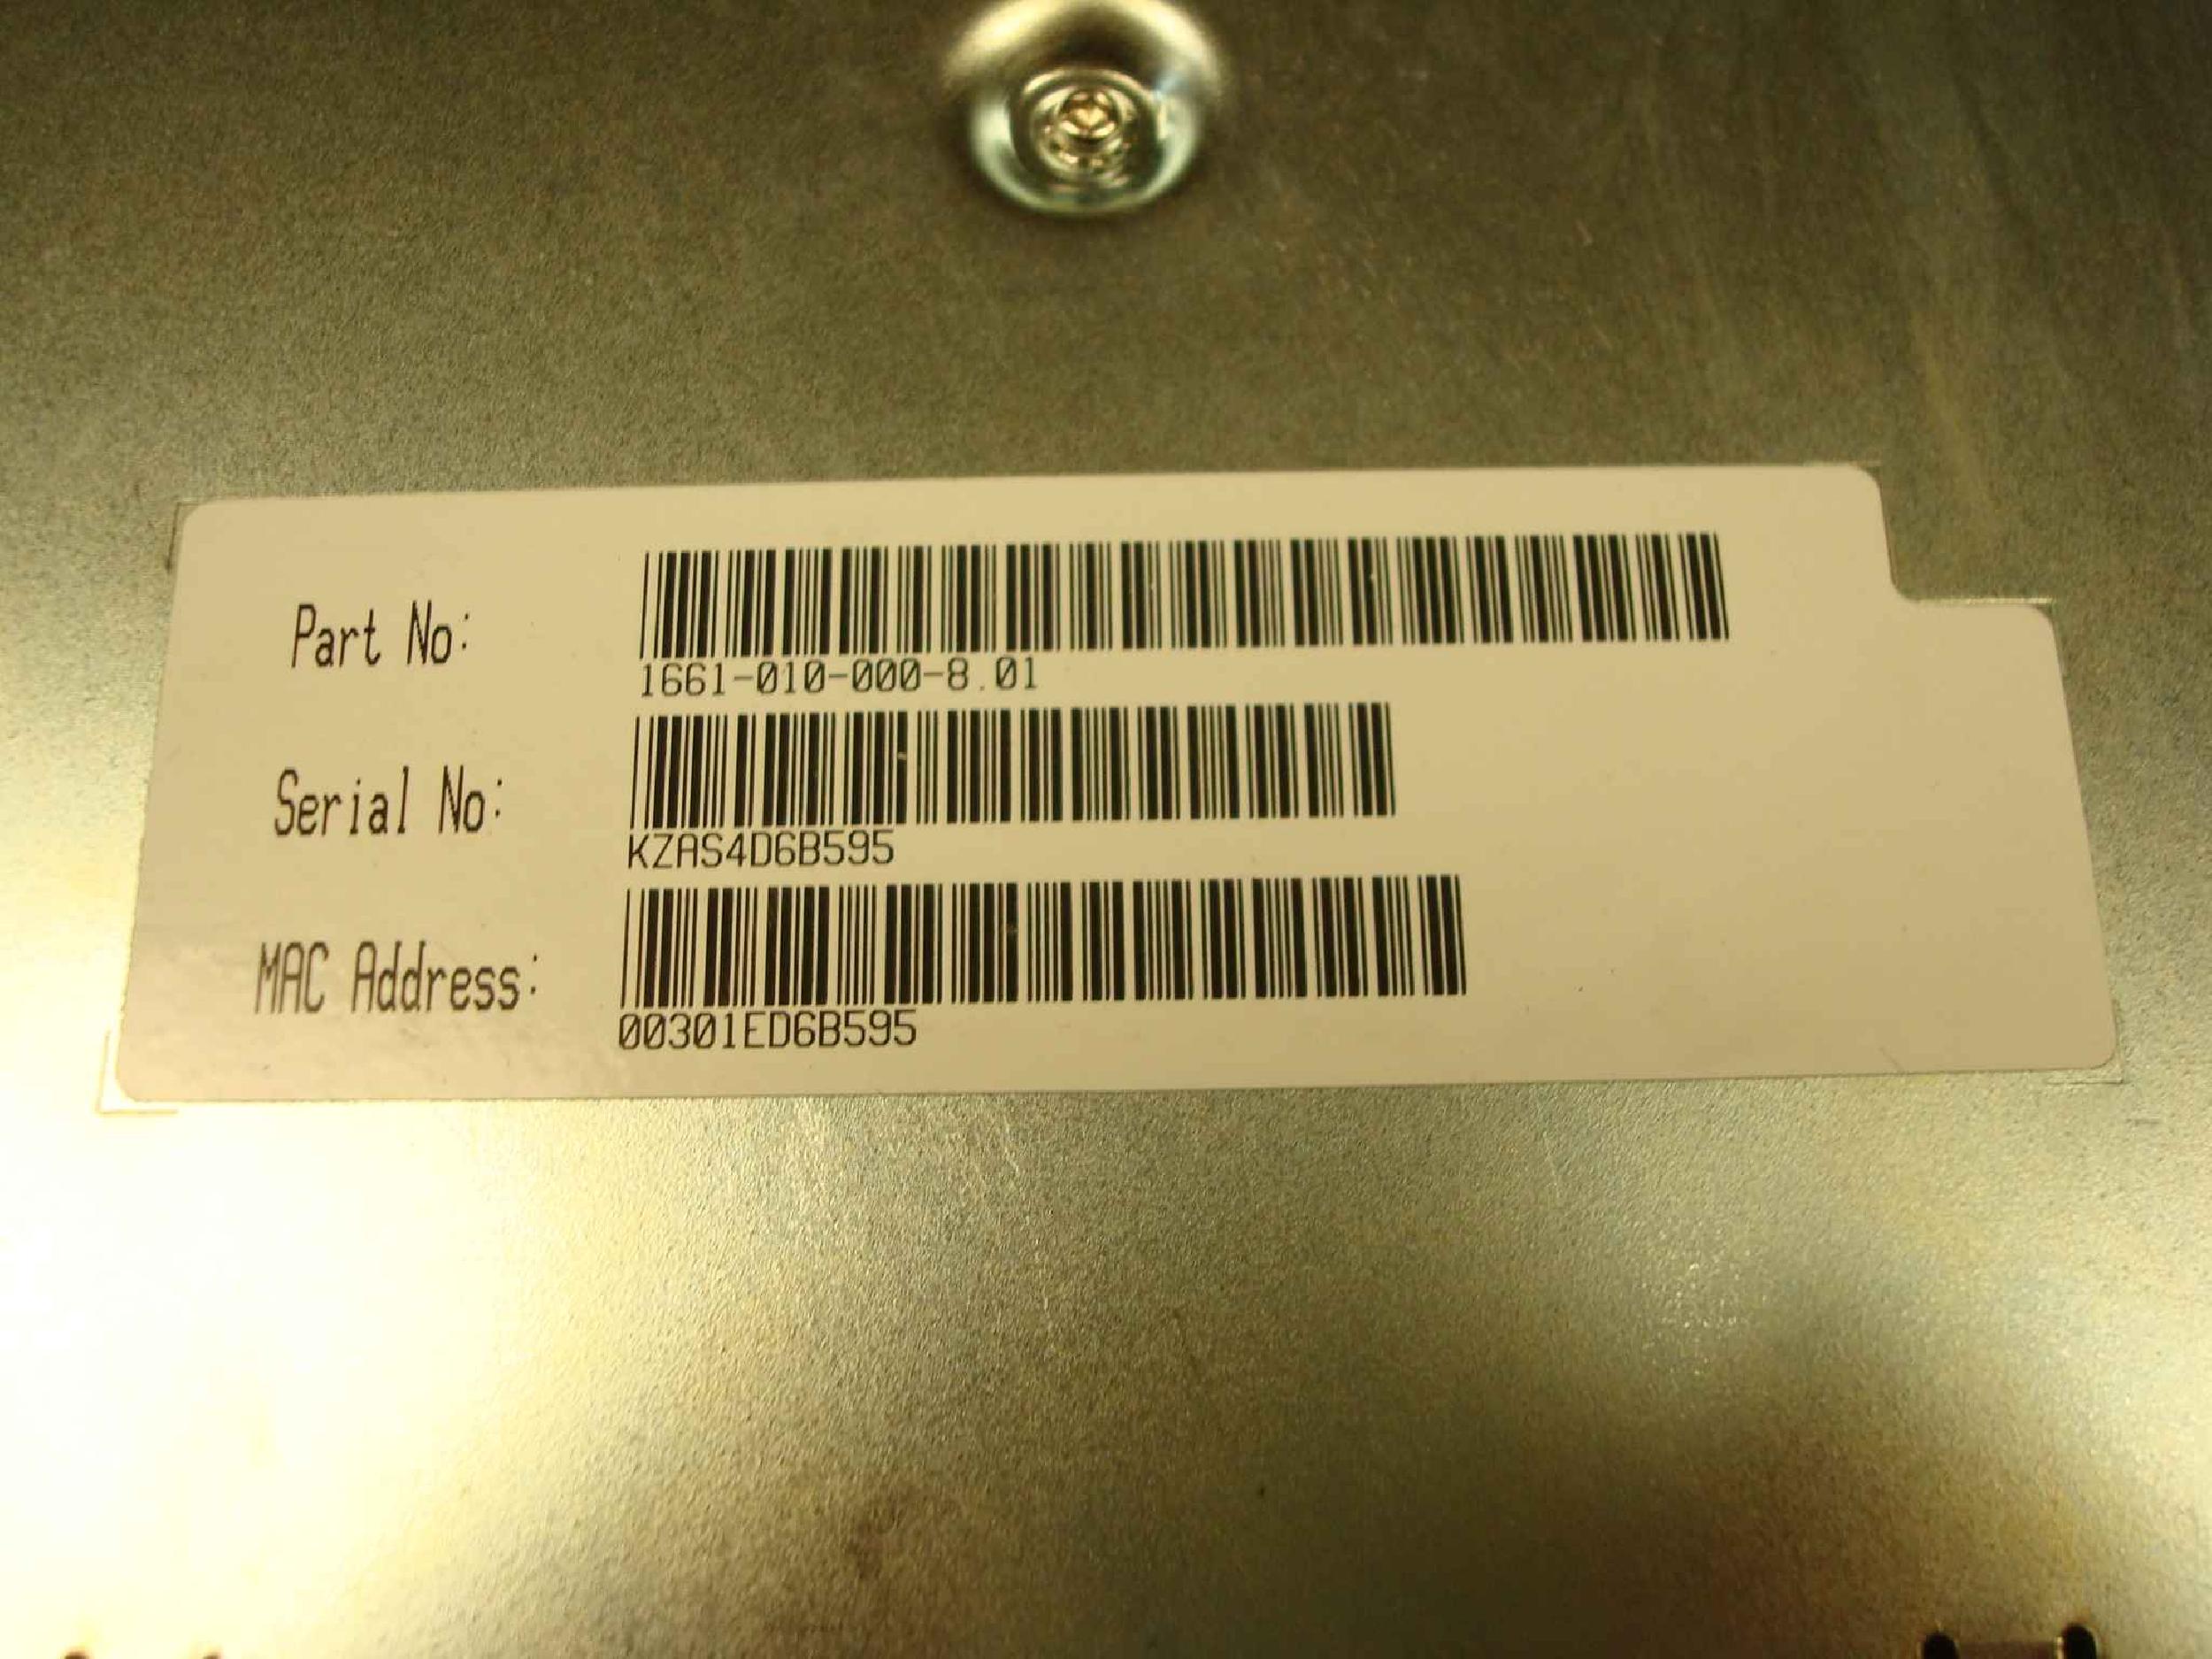 Part No:
1661-010-000-8.01
Serial No:
KZAS4D6B595
MAC Address:
00301ED6B595